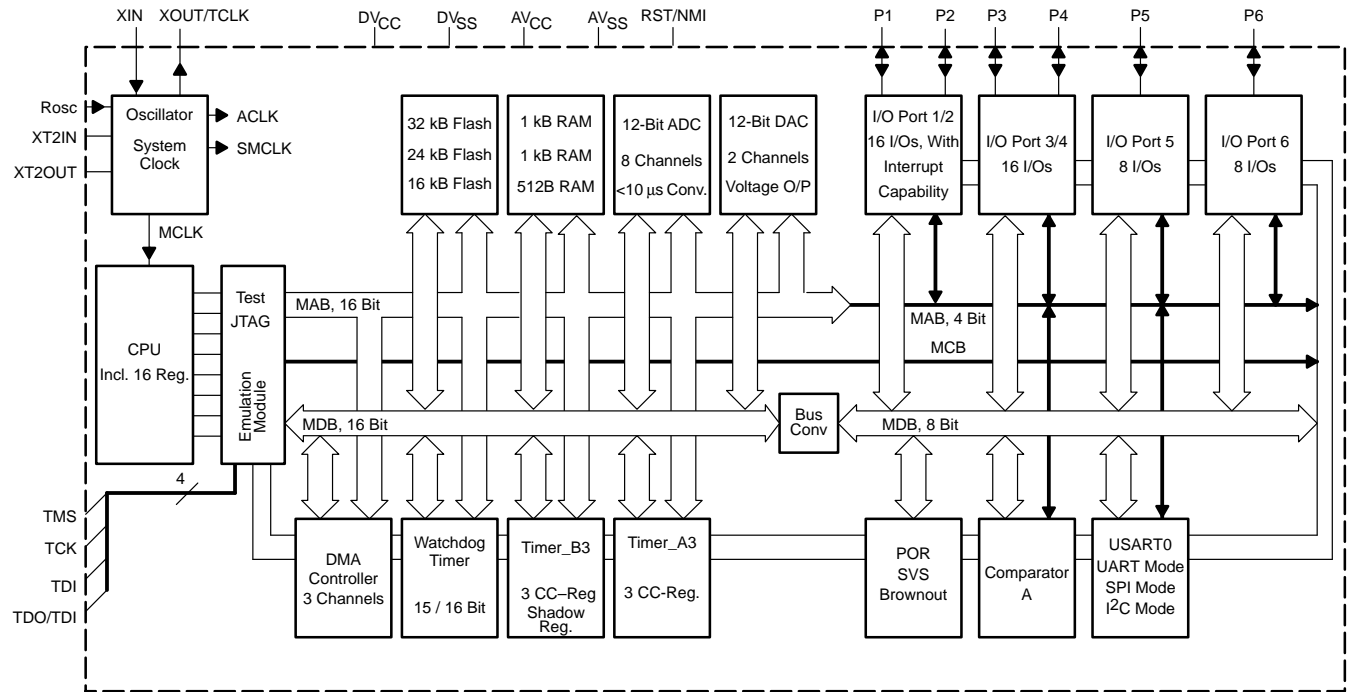 XIN
XOUT/TCLK
DVCC
DVSS
AVCC
AVSS
RST/NMI
P1
P2
P3
P4
P5
P6
Rosc
XT2IN
XT2OUT
Oscillator
System
Clock
ACLK
SMCLK
MCLK
32 kB Flash
24 kB Flash
16 kB Flash
1 kB RAM
1 kB RAM
512B RAM
12-Bit ADC
8 Channels
<10 µs Conv.
12-Bit DAC
2 Channels
Voltage O/P
I/O Port 1/2
16 I/Os, With
Interrupt
Capability
I/O Port 3/4
16 I/Os
I/O Port 5
8 I/Os
I/O Port 6
8 I/Os
CPU
Incl. 16 Reg.
Test
JTAG
Emulation
Module
MAB, 16 Bit
MAB, 4 Bit
MCB
MDB, 16 Bit
Bus
Conv
MDB, 8 Bit
4
TMS
TCK
TDI
TDO/TDI
DMA
Controller
3 Channels
Watchdog
Timer
15 / 16 Bit
Timer_B3
3 CC–Reg
Shadow
Reg.
Timer_A3
3 CC-Reg.
POR
SVS
Brownout
Comparator
A
USART0
UART Mode
SPI Mode
I²C Mode